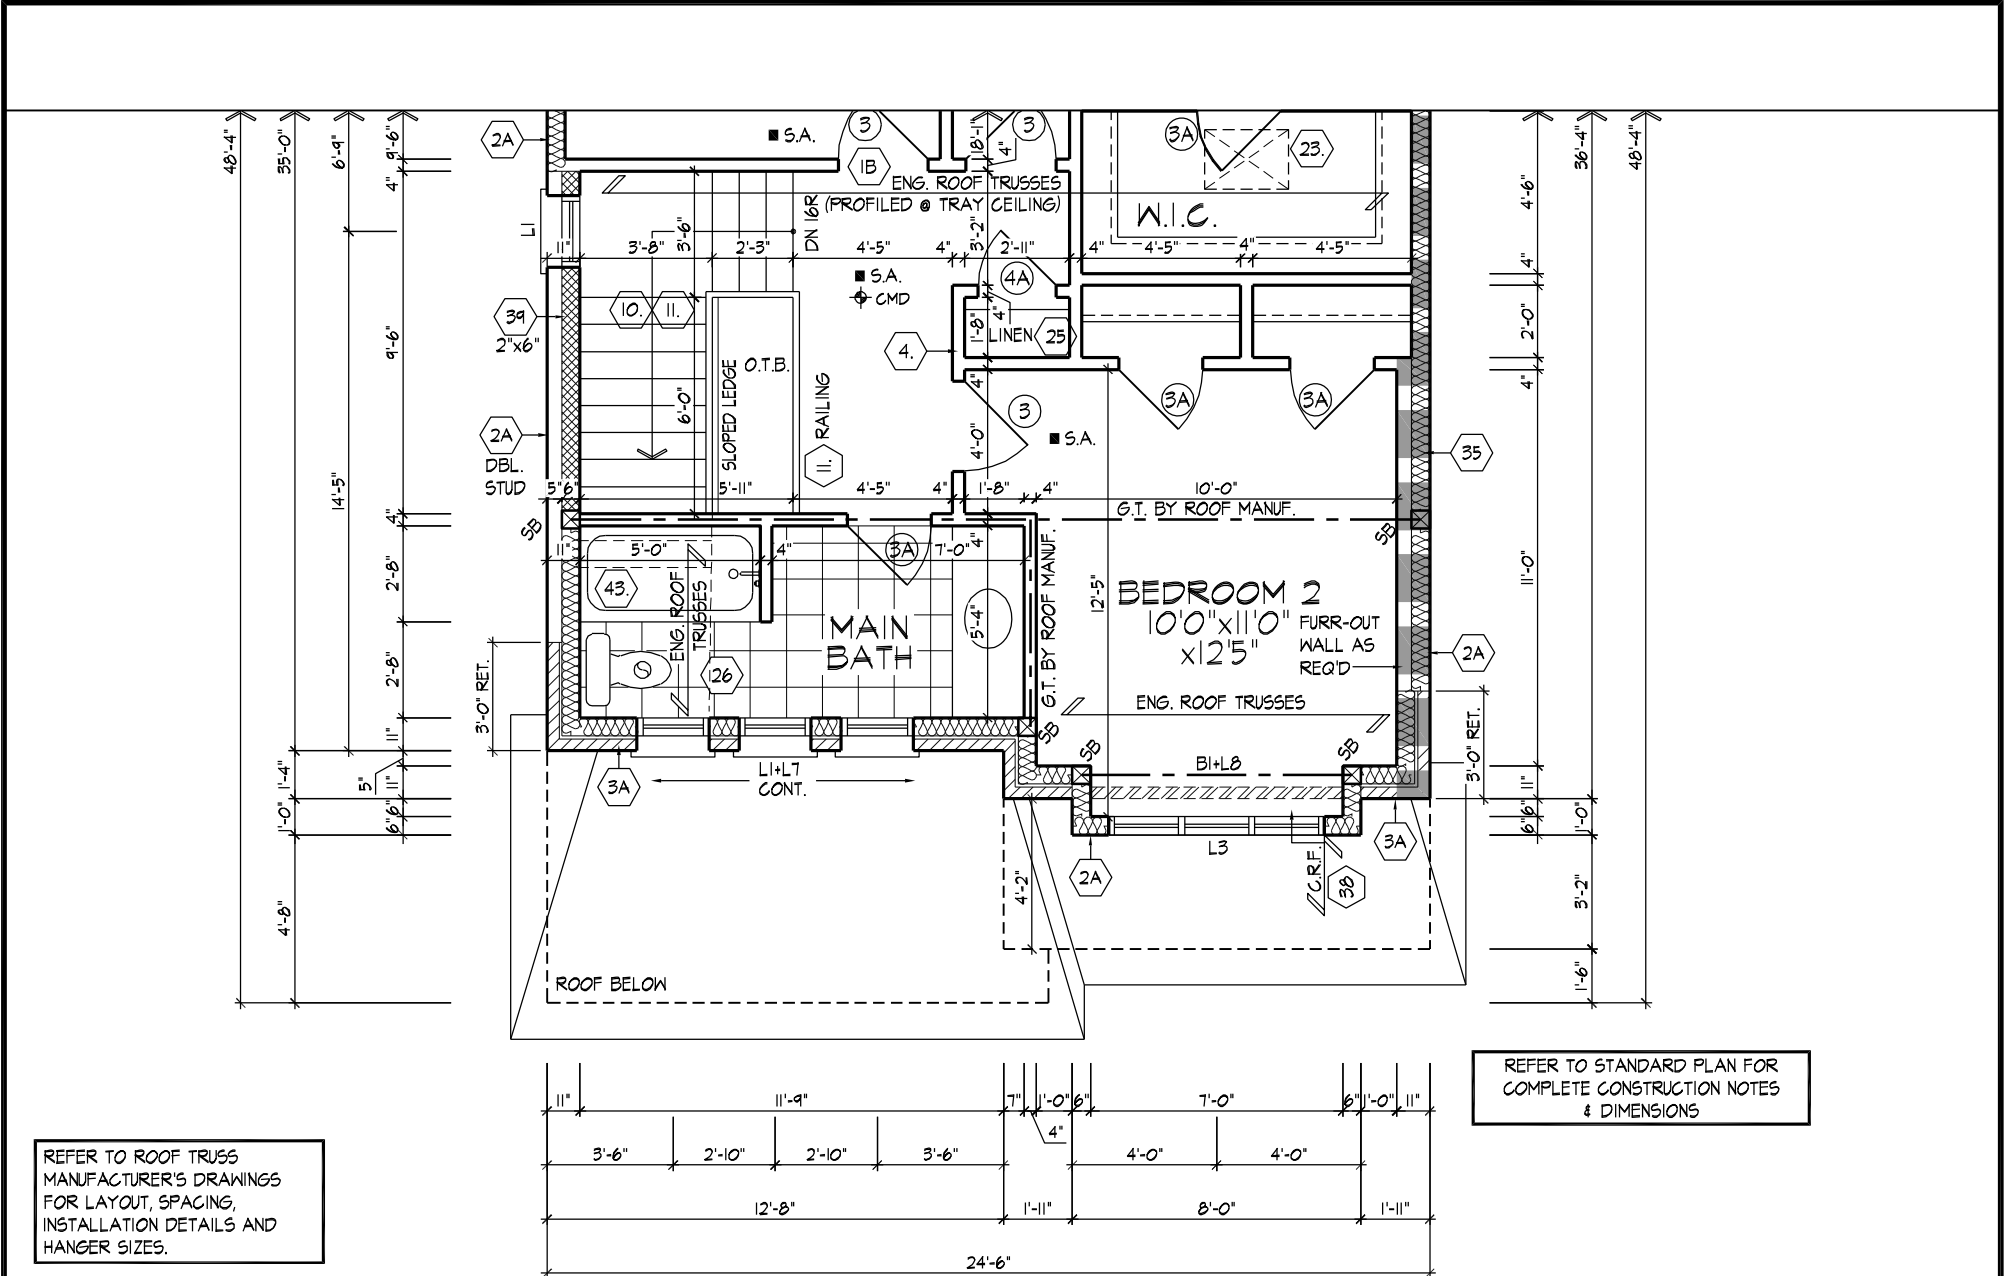 48'-4"
35'-0"
6'-9"
9'-6"
4"
9'-6"
14'-5"
4"
2'-8"
2'-8"
11"
1'-4"
5"
11"
1'-0"
6"
6"
4'-8"
3'-0" RET.
2A
S.A.
3
1B
3
18'-1"
4"
3A
23.
ENG. ROOF TRUSSES
(PROFILED @ TRAY CEILING)
W.I.C.
L1
DN 16R
3'-6"
3'-2"
11"
3'-8"
2'-3"
4'-5"
4"
2'-11"
4"
4'-5"
4"
4'-5"
S.A.
CMD
4A
39
2"x6"
10.
11.
4.
1'-8"
4"
LINEN
25
O.T.B.
SLOPED LEDGE
RAILING
11.
6'-0"
4"
3
3A
3A
4'-0"
S.A.
2A
DBL.
STUD
35
5"
6"
5'-11"
4'-5"
4"
1'-8"
4"
10'-0"
G.T. BY ROOF MANUF.
SB
SB
11"
5'-0"
4"
3A
7'-0"
4"
43.
ENG. ROOF
TRUSSES
26
MAIN
BATH
5'-4"
G.T. BY ROOF MANUF.
12'-5"
BEDROOM 2
10'0"x11'0"
x12'5"
FURR-OUT
WALL AS
REQ'D
2A
ENG. ROOF TRUSSES
SB
SB
SB
B1+L8
3A
L1+L7
CONT.
L3
2A
C.R.F.
38
3A
4'-2"
ROOF BELOW
36'-4"
48'-4"
4'-6"
4"
2'-0"
4"
11'-0"
3'-0" RET.
11"
6"
6"
1'-0"
3'-2"
1'-6"
11"
11'-9"
7"
1'-0"
6"
7'-0"
6"
1'-0"
11"
4"
3'-6"
2'-10"
2'-10"
3'-6"
4'-0"
4'-0"
12'-8"
1'-11"
8'-0"
1'-11"
24'-6"
REFER TO STANDARD PLAN FOR
COMPLETE CONSTRUCTION NOTES
& DIMENSIONS
REFER TO ROOF TRUSS
MANUFACTURER'S DRAWINGS
FOR LAYOUT, SPACING,
INSTALLATION DETAILS AND
HANGER SIZES.